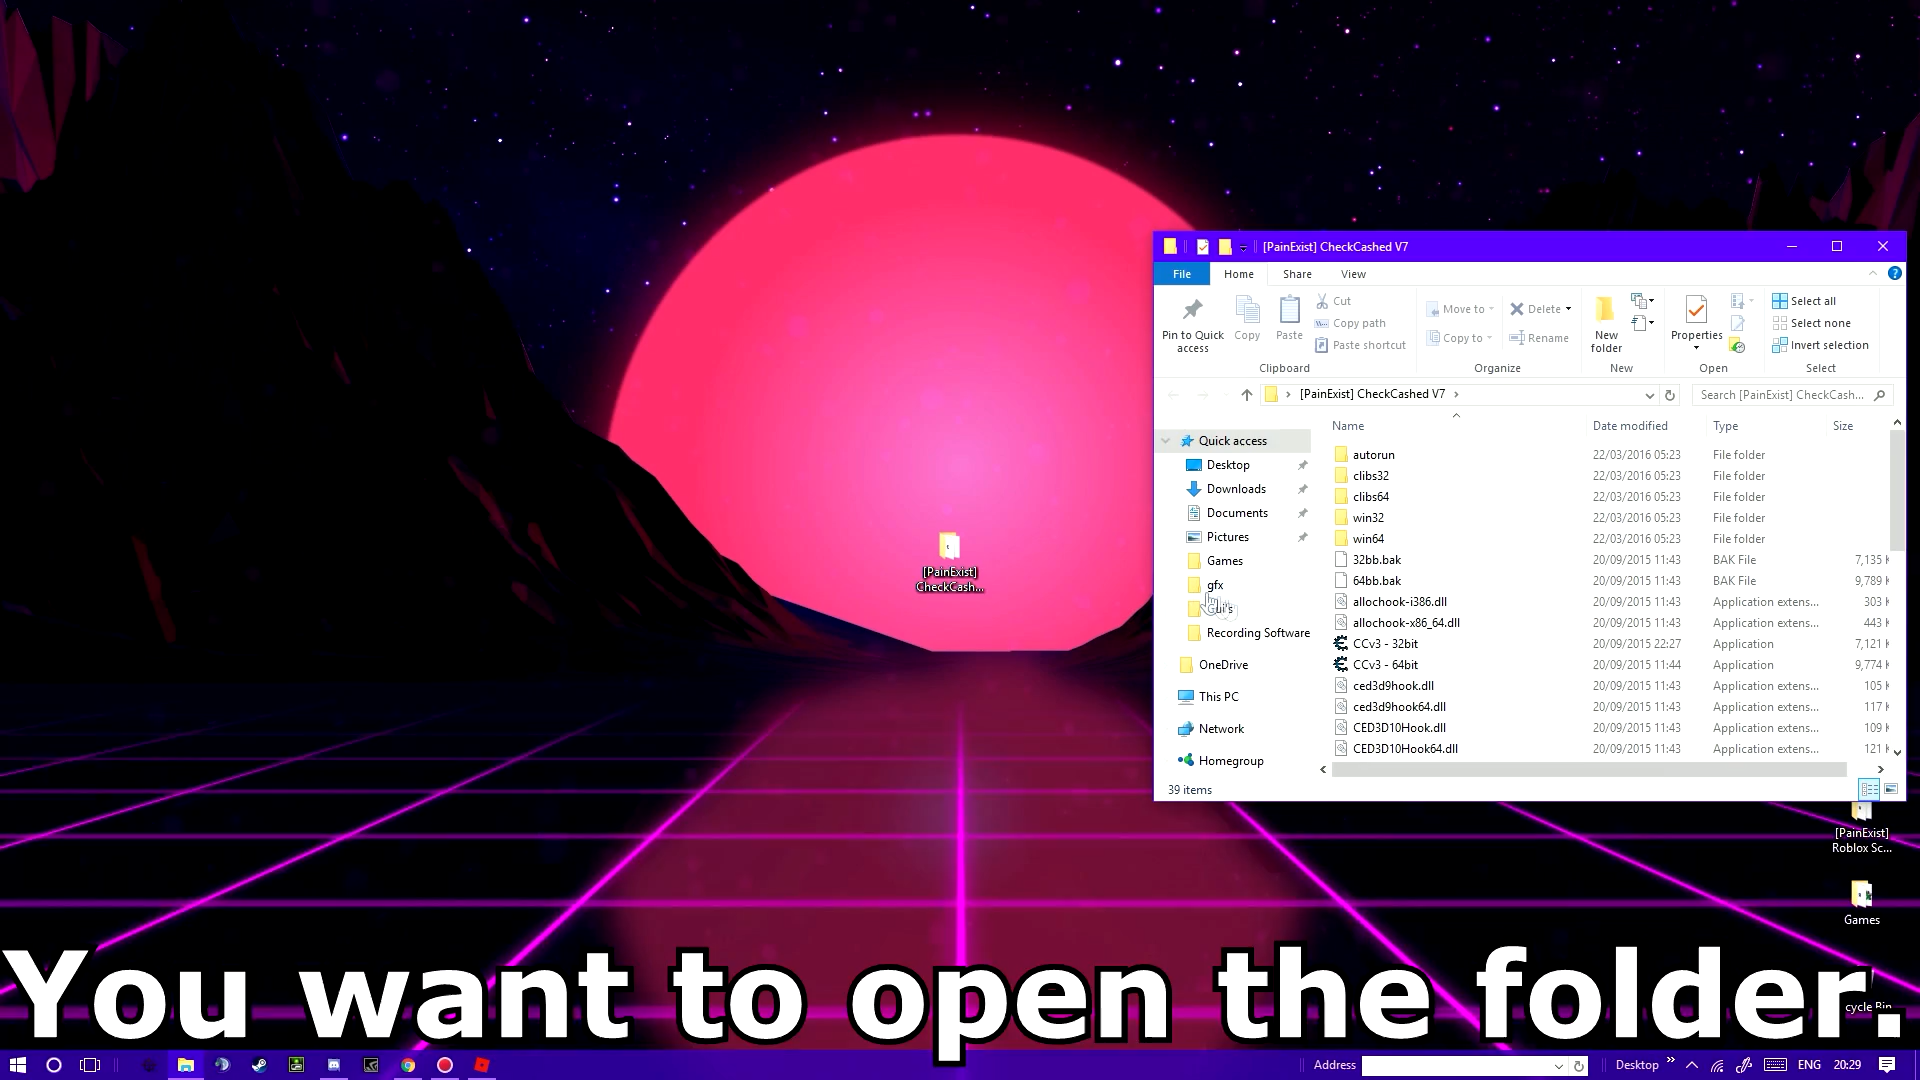 [PainExist] CheckCashed V7
File Home Share View
Pin to Quick access
Copy
Paste
Cut
Copy path
Paste shortcut
Clipboard
Move to
Copy to
Delete
Rename
Organize
New folder
New
Properties
Open
Select all
Select none
Invert selection
Select
[PainExist] CheckCashed V7
Search [PainExist] CheckCash...
Name Date modified Type Size
Quick access
Desktop
Downloads
Documents
Pictures
Games
gfx
Recording Software
OneDrive
This PC
Network
Homegroup
autorun 22/03/2016 05:23 File folder
clibs32 22/03/2016 05:23 File folder
clibs64 22/03/2016 05:23 File folder
win32 22/03/2016 05:23 File folder
win64 22/03/2016 05:23 File folder
32bb.bak 20/09/2015 11:43 BAK File 7,135 K
64bb.bak 20/09/2015 11:43 BAK File 9,789 K
allochook-i386.dll 20/09/2015 11:43 Application extens... 303 K
allochook-x86_64.dll 20/09/2015 11:43 Application extens... 443 K
CCv3 - 32bit 20/09/2015 22:27 Application 7,121 K
CCv3 - 64bit 20/09/2015 11:44 Application 9,774 K
ced3d9hook.dll 20/09/2015 11:43 Application extens... 105 K
ced3d9hook64.dll 20/09/2015 11:43 Application extens... 117 K
CED3D10Hook.dll 20/09/2015 11:43 Application extens... 109 K
CED3D10Hook64.dll 20/09/2015 11:43 Application extens... 121 K
39 items
[PainExist]
CheckCash...
[PainExist]
Roblox Sc...
Games
cycle Bin
You want to open the folder.
Address
Desktop
ENG
20:29